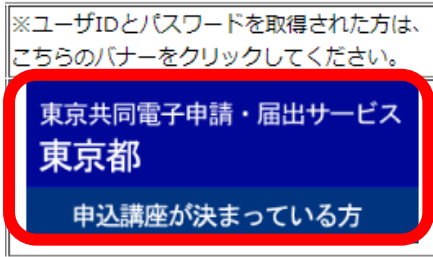 ※ユーザIDとパスワードを取得された方は、
こちらのバナーをクリックしてください。
東京共同電子申請・届出サービス
東京都
申込講座が決まっている方